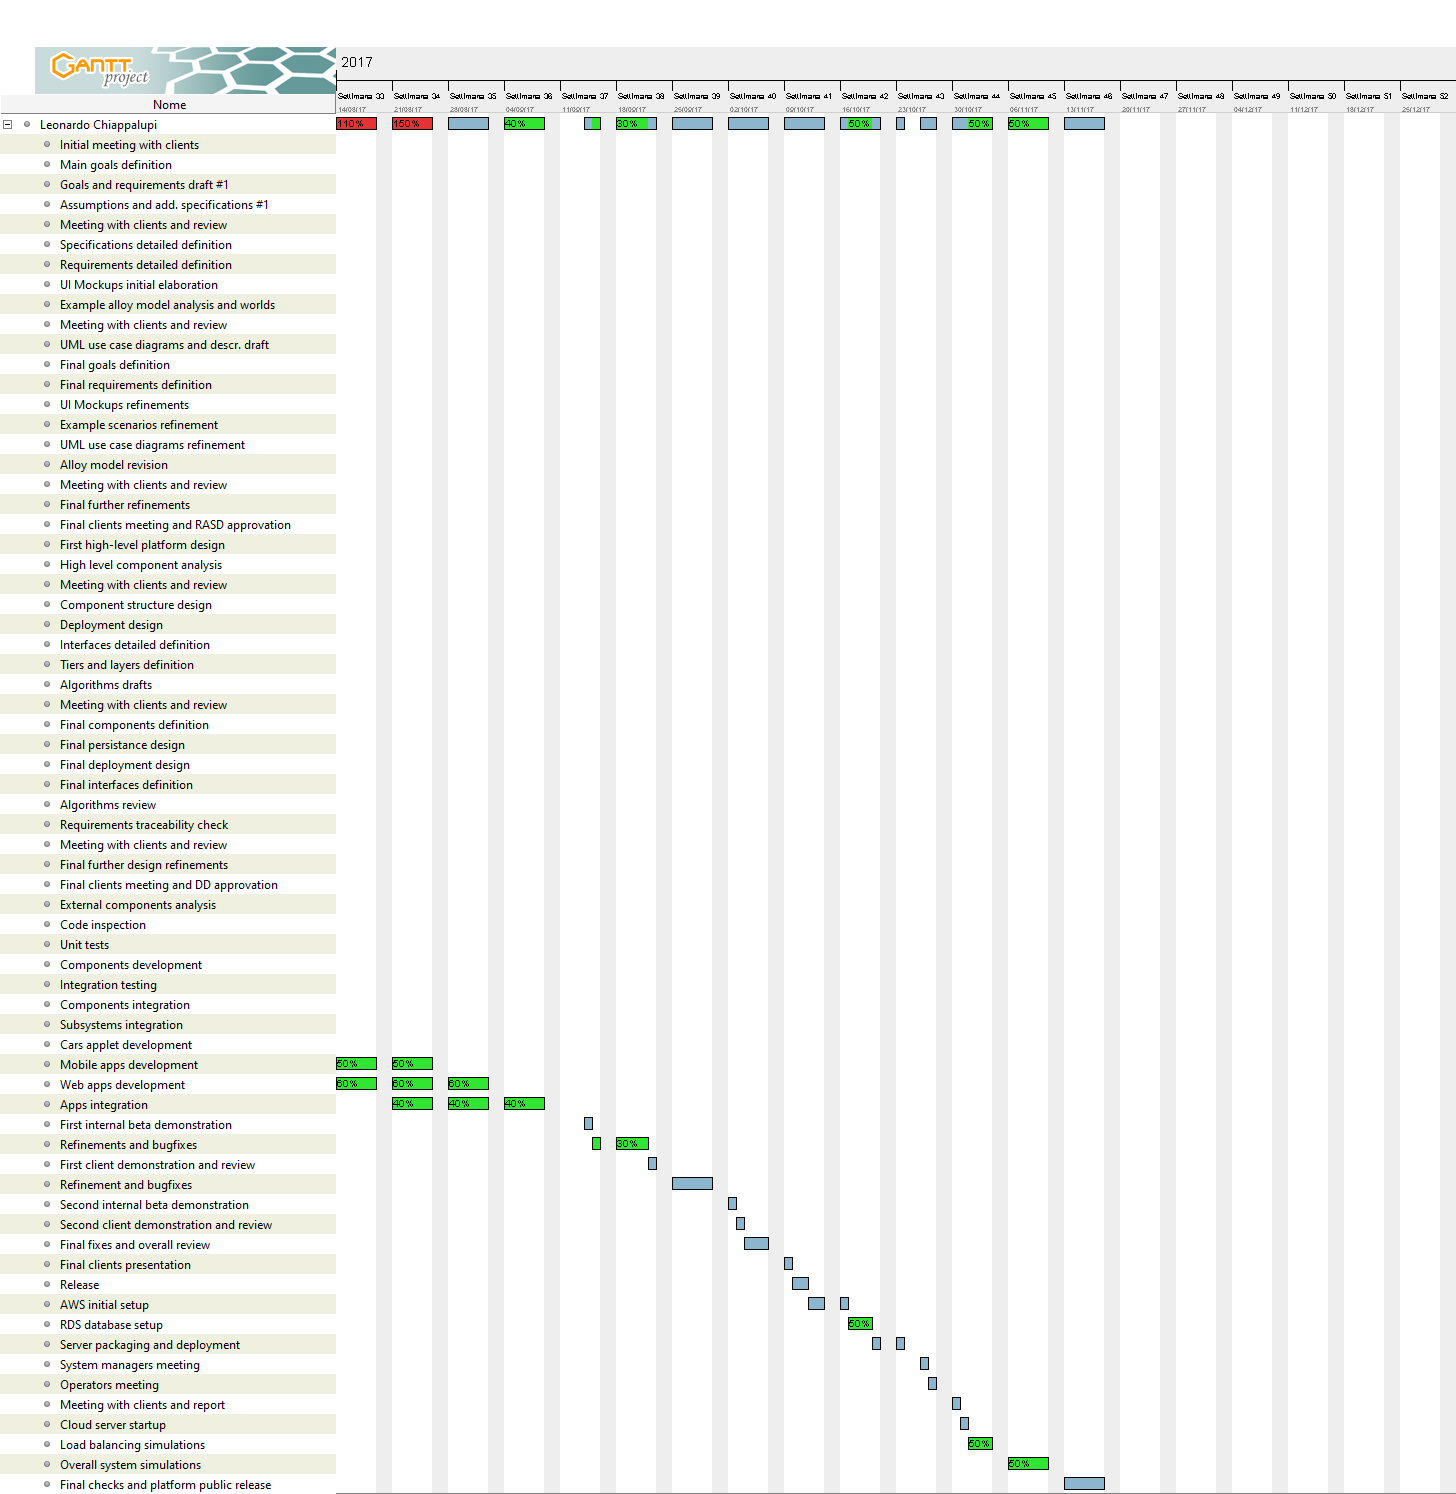 GANTT
project
2017
Nome
Settimana 33 Settimana 34 Settimana 35 Settimana 36 Settimana 37 Settimana 38 Settimana 39 Settimana 40 Settimana 41 Settimana 42 Settimana 43 Settimana 44 Settimana 45 Settimana 46 Settimana 47 Settimana 48 Settimana 49 Settimana 50 Settimana 51 Settimana 52
14/08/17 21/08/17 28/08/17 04/09/17 11/09/17 18/09/17 25/09/17 02/10/17 09/10/17 16/10/17 23/10/17 30/10/17 06/11/17 13/11/17 20/11/17 27/11/17 04/12/17 11/12/17 18/12/17 25/12/17
Leonardo Chiappalupi 110% 150% 40% 30% 50% 50% 50%
Initial meeting with clients
Main goals definition
Goals and requirements draft #1
Assumptions and add. specifications #1
Meeting with clients and review
Specifications detailed definition
Requirements detailed definition
UI Mockups initial elaboration
Example alloy model analysis and worlds
Meeting with clients and review
UML use case diagrams and descr. draft
Final goals definition
Final requirements definition
UI Mockups refinements
Example scenarios refinement
UML use case diagrams refinement
Alloy model revision
Meeting with clients and review
Final further refinements
Final clients meeting and RASD approvation
First high-level platform design
High level component analysis
Meeting with clients and review
Component structure design
Deployment design
Interfaces detailed definition
Tiers and layers definition
Algorithms drafts
Meeting with clients and review
Final components definition
Final persistance design
Final deployment design
Final interfaces definition
Algorithms review
Requirements traceability check
Meeting with clients and review
Final further design refinements
Final clients meeting and DD approvation
External components analysis
Code inspection
Unit tests
Components development
Integration testing
Components integration
Subsystems integration
Cars applet development
Mobile apps development 50% 50%
Web apps development 60% 60% 60%
Apps integration 40% 40% 40%
First internal beta demonstration
Refinements and bugfixes 30%
First client demonstration and review
Refinement and bugfixes
Second internal beta demonstration
Second client demonstration and review
Final fixes and overall review
Final clients presentation
Release
AWS initial setup
RDS database setup 50%
Server packaging and deployment
System managers meeting
Operators meeting
Meeting with clients and report
Cloud server startup
Load balancing simulations 50%
Overall system simulations 50%
Final checks and platform public release